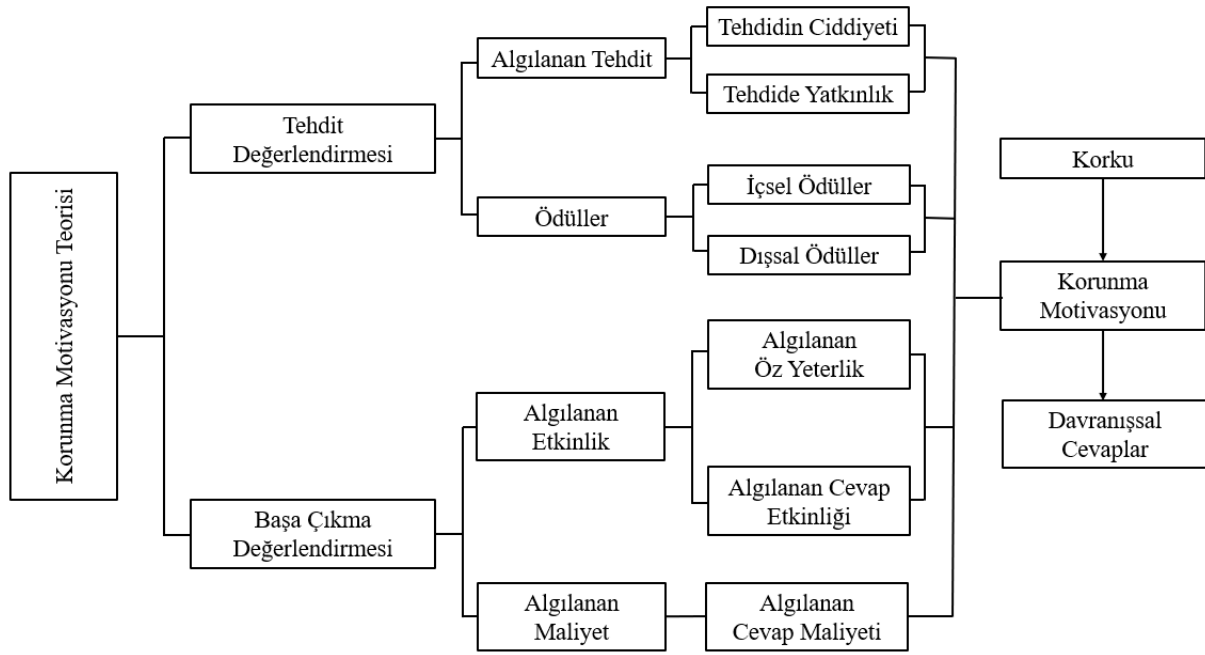 Korunma Motivasyonu Teorisi
Tehdit
Değerlendirmesi
Başa Çıkma
Değerlendirmesi
Algılanan Tehdit
Ödüller
Algılanan
Etkinlik
Algılanan
Maliyet
Tehdidin Ciddiyeti
Tehdide Yatkınlık
İçsel Ödüller
Dışsal Ödüller
Algılanan
Öz Yeterlik
Algılanan Cevap
Etkinliği
Algılanan
Cevap Maliyeti
Korku
Korunma
Motivasyonu
Davranışsal
Cevaplar